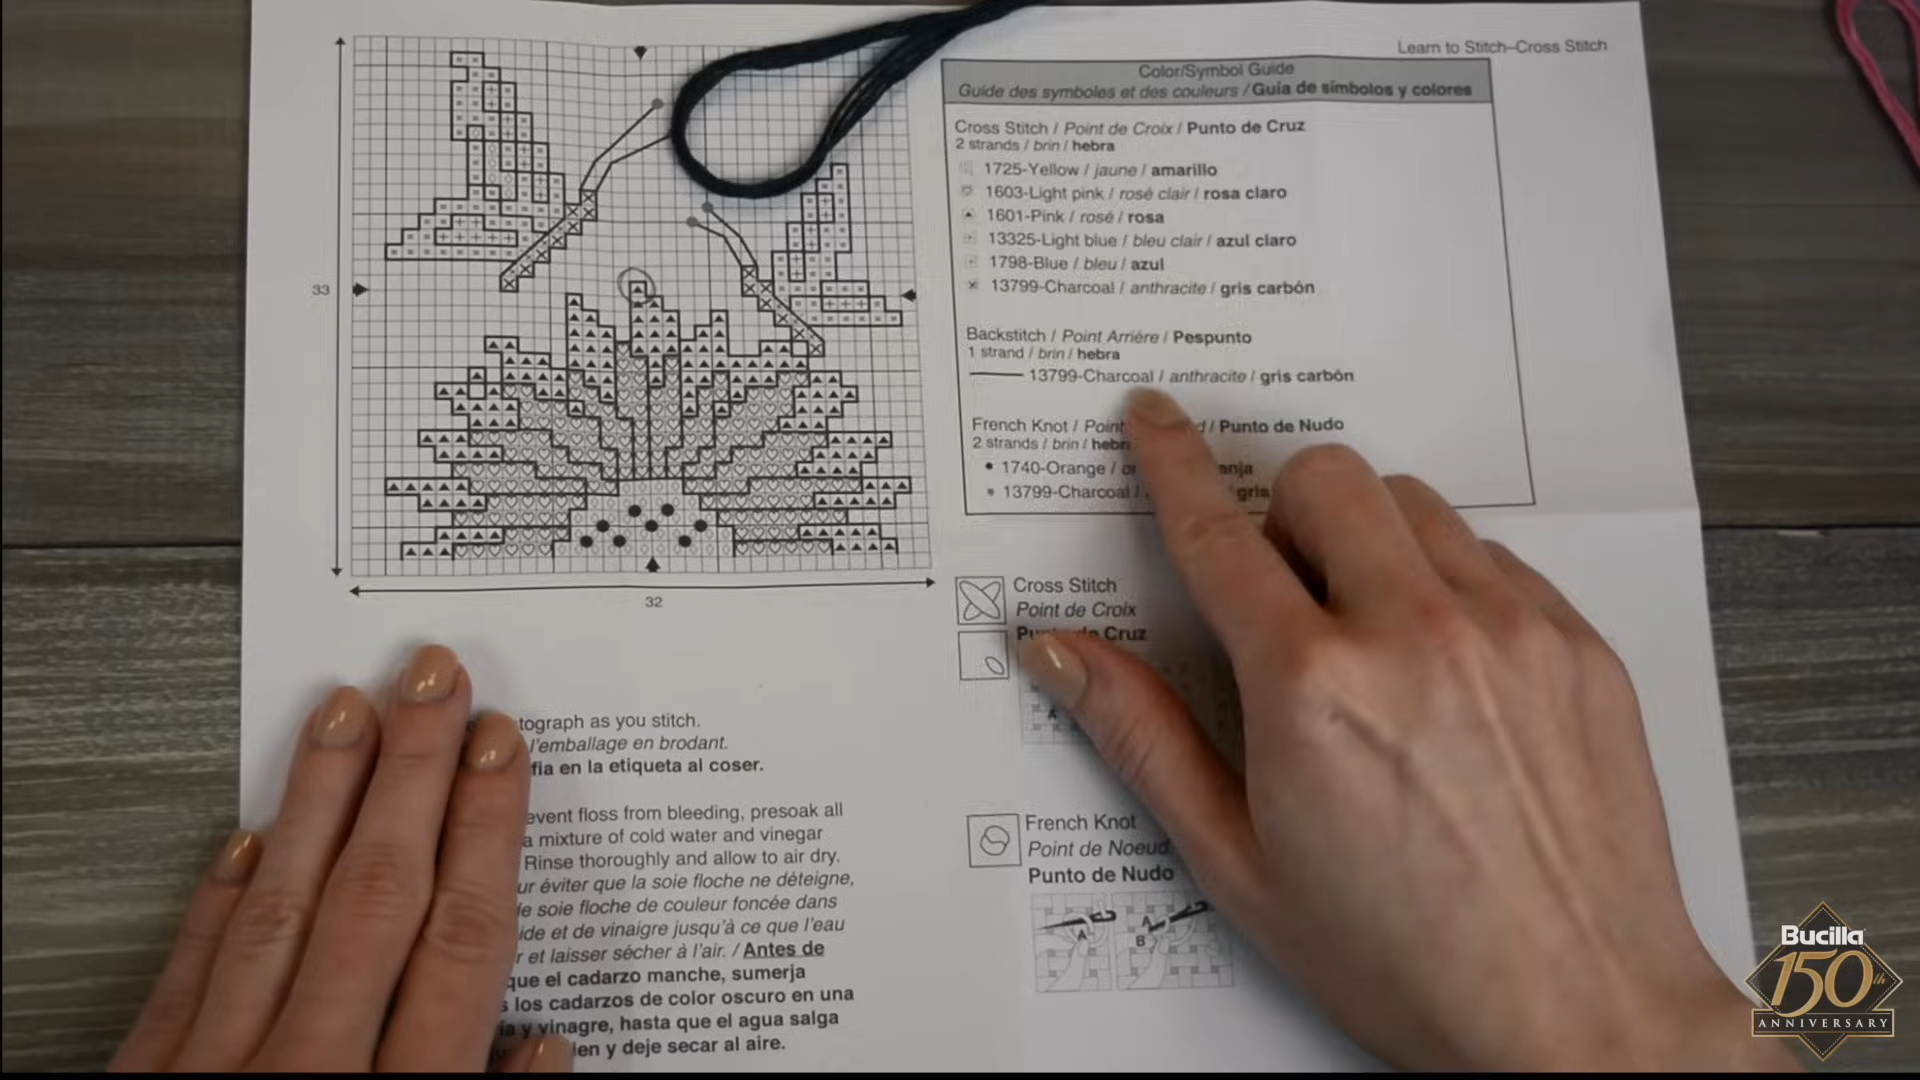 Learn to Stitch–Cross Stitch
Color/Symbol Guide
Guide des symboles et des couleurs / Guía de símbolos y colores
Cross Stitch / Point de Croix / Punto de Cruz
2 strands / brin / hebra
1725-Yellow / jaune / amarillo
1603-Light pink / rosé clair / rosa claro
1601-Pink / rosé / rosa
13325-Light blue / bleu clair / azul claro
1798-Blue / bleu / azul
13799-Charcoal / anthracite / gris carbón
Backstitch / Point Arriére / Pespunto
1 strand / brin / hebra
13799-Charcoal / anthracite / gris carbón
French Knot / Point / Punto de Nudo
2 strands / brin /
1740-Orange /
13799-Charcoal /
33
32
Cross Stitch
Point de Croix
Cruz
French Knot
Point de Noeud
Punto de Nudo
A
A
A
B
as you stitch.
l'emballage en brodant.
en la etiqueta al coser.
floss from bleeding, presoak all
a mixture of cold water and vinegar
Rinse thoroughly and allow to air dry.
éviter que la soie floche ne déteigne,
soie floche de couleur foncée dans
et de vinaigre jusqu'à ce que l'eau
et laisser sécher à l'air. / Antes de
que el cadarzo manche, sumerja
los cadarzos de color oscuro en una
y vinagre, hasta que el agua salga
y deje secar al aire.
Bucilla
150th
ANNIVERSARY